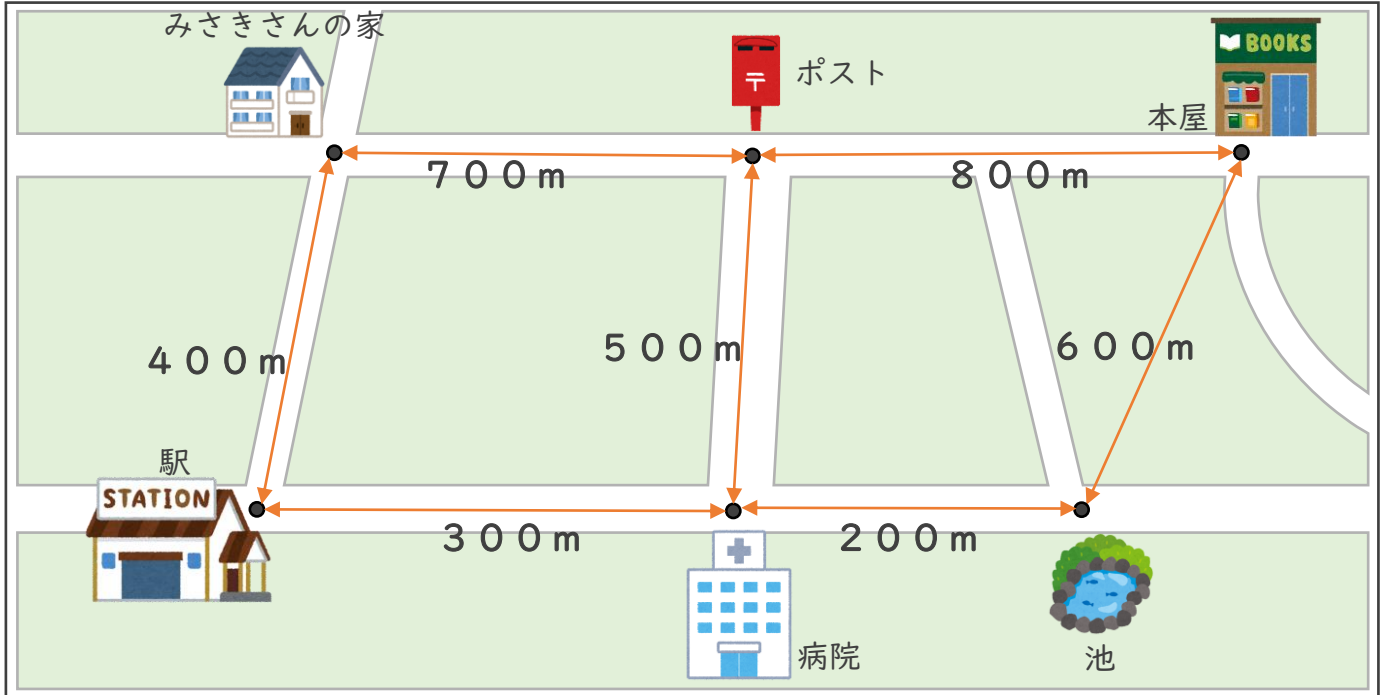 みさきさんの家
BOOKS
〒
ポスト
本屋
７００ｍ
８００ｍ
４００ｍ
５００ｍ
６００ｍ
駅
STATION
３００ｍ
２００ｍ
病院
池